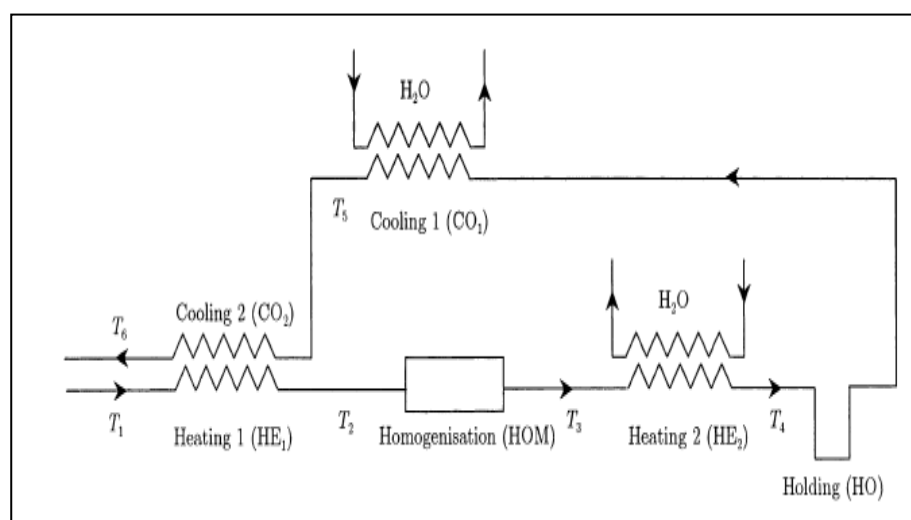 H₂O
T₅
Cooling 1 (CO₁)
Cooling 2 (CO₂)
H₂O
T₆
T₁
T₂
T₃
T₄
Heating 1 (HE₁)
Homogenisation (HOM)
Heating 2 (HE₂)
Holding (HO)